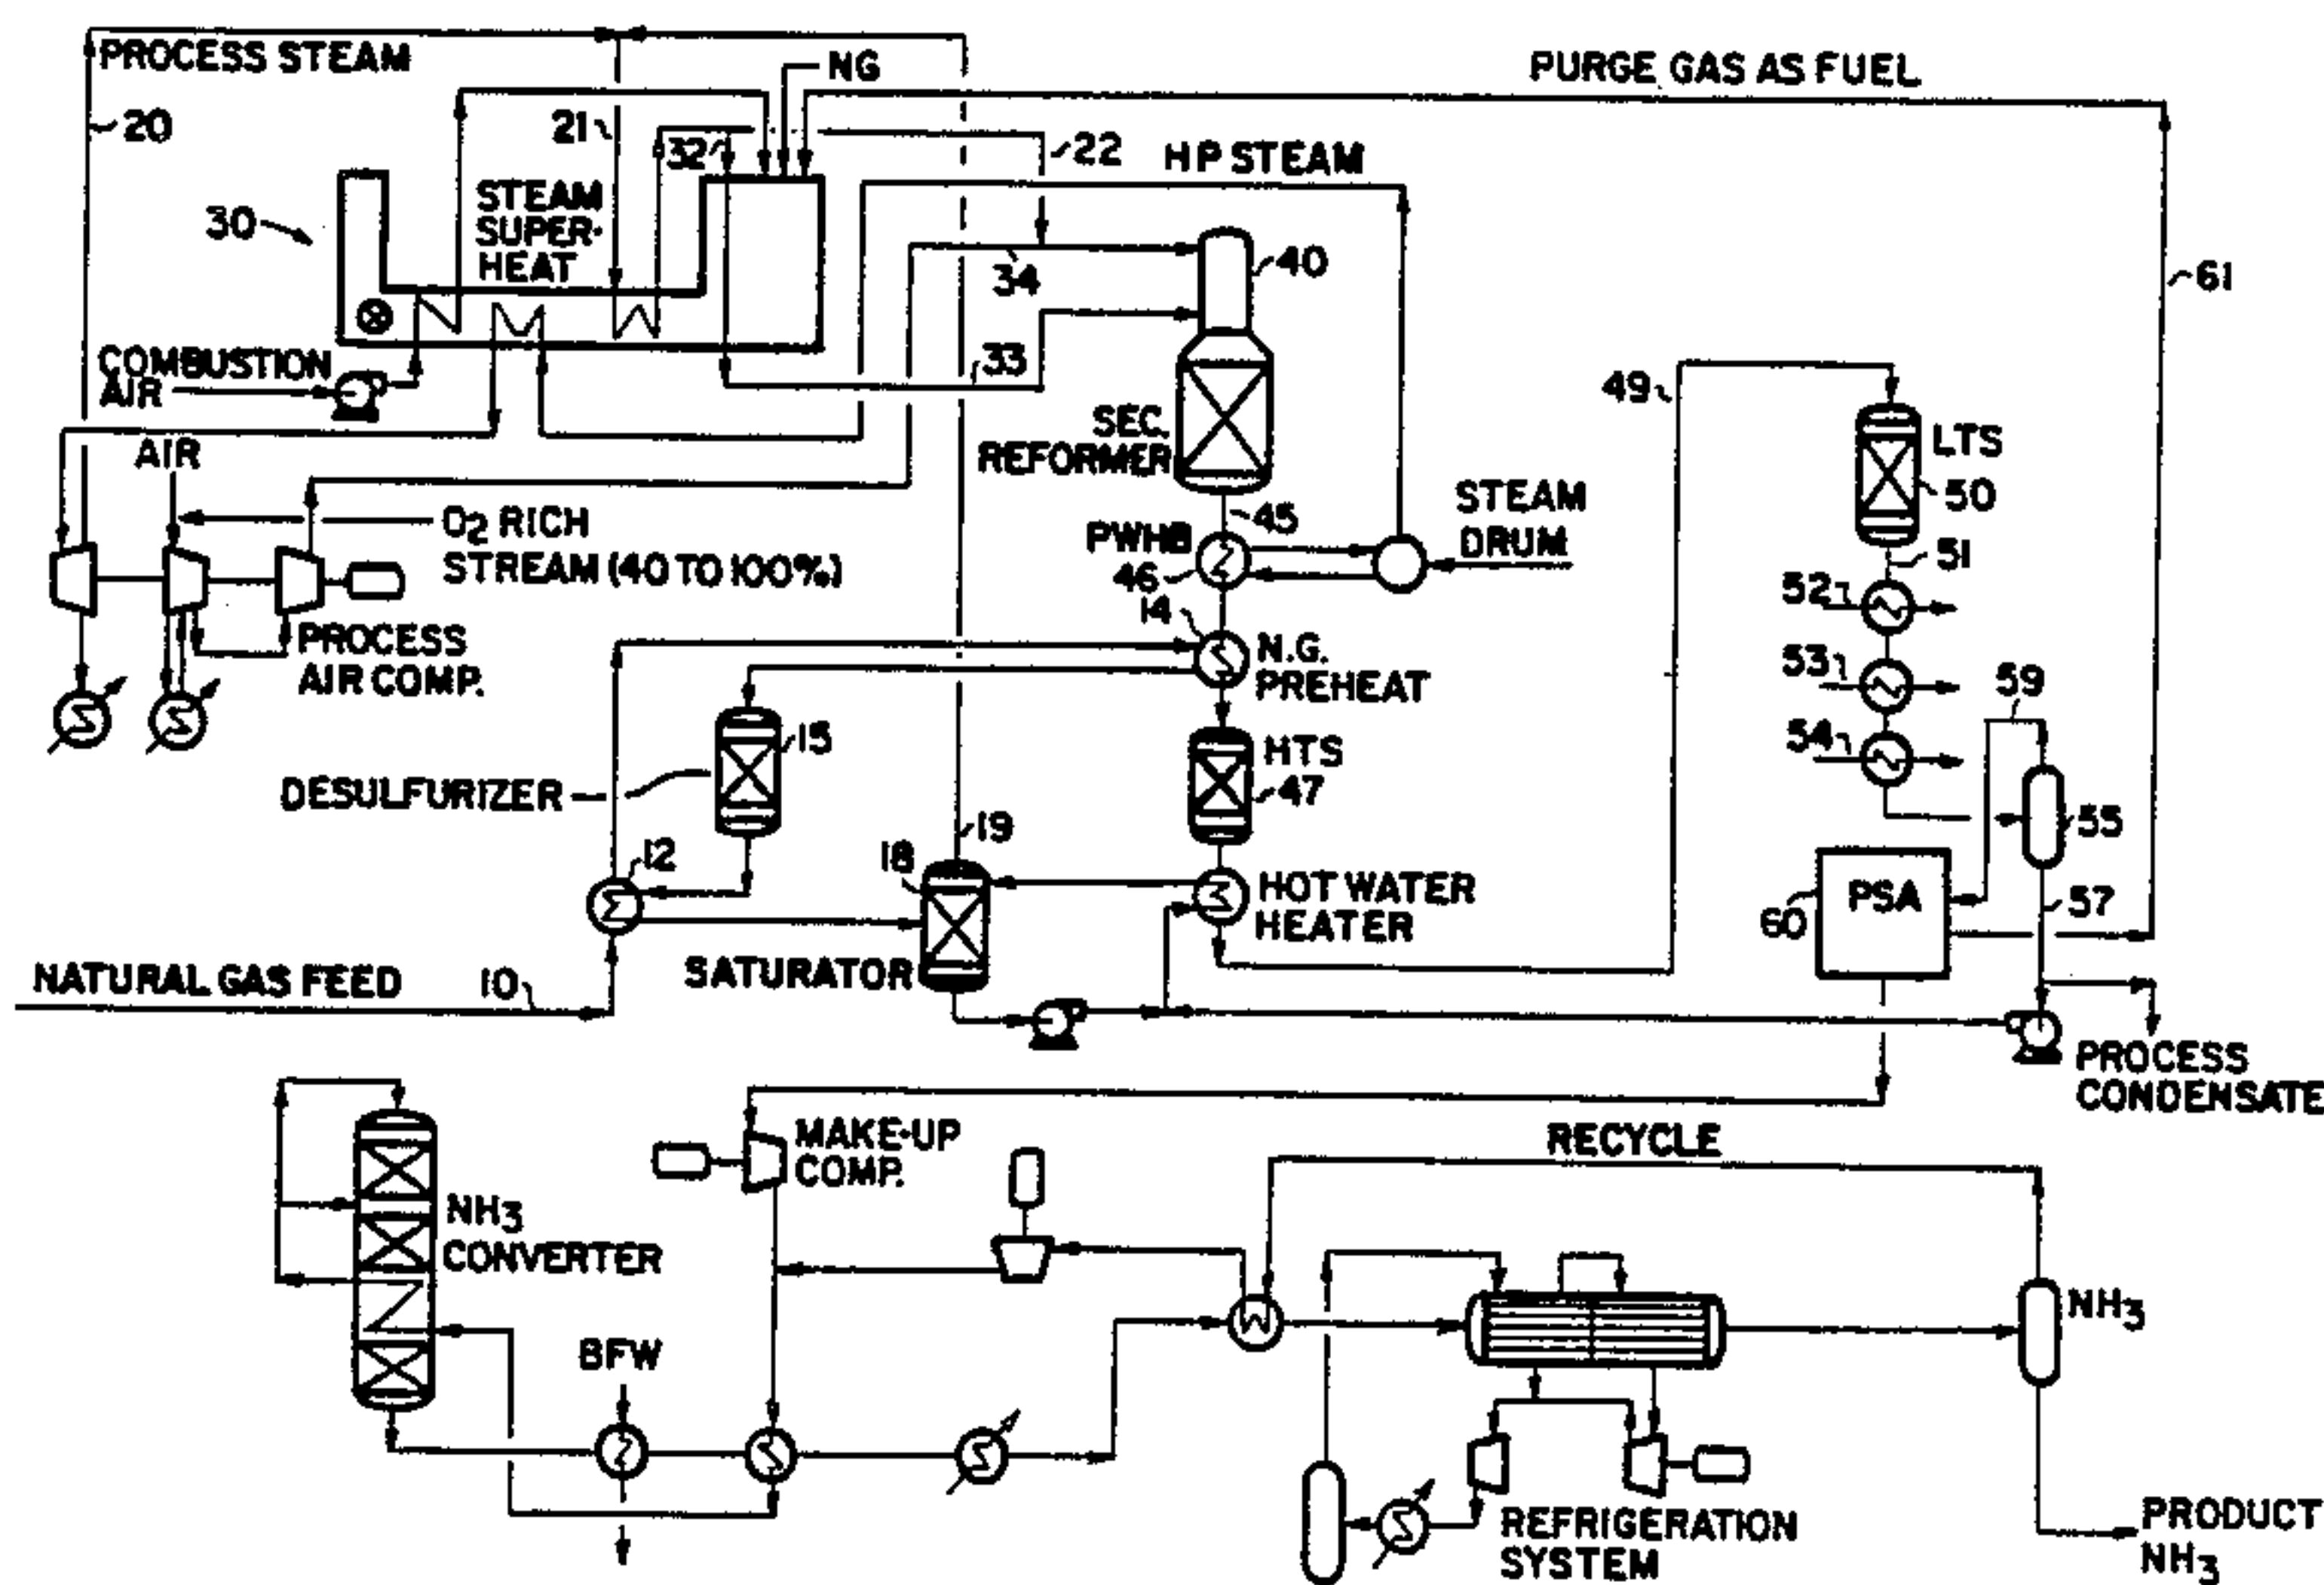 PROCESS STEAM
20
21
NG
PURGE GAS AS FUEL
32
22
HP STEAM
30
STEAM
SUPER-
HEAT
34
40
61
COMBUSTION
AIR
33
49
AIR
SEC.
REFORMER
LTS
50
O2 RICH
STREAM (40 TO 100%)
45
STEAM
DRUM
PWHB
46
51
52
14
PROCESS
AIR COMP.
N.G.
PREHEAT
53
59
15
HTS
47
54
DESULFURIZER
12
19
18
55
HOT WATER
HEATER
PSA
60
57
NATURAL GAS FEED
10
SATURATOR
PROCESS
CONDENSATE
MAKE-UP
COMP.
RECYCLE
NH3
CONVERTER
NH3
BFW
REFRIGERATION
SYSTEM
PRODUCT
NH3